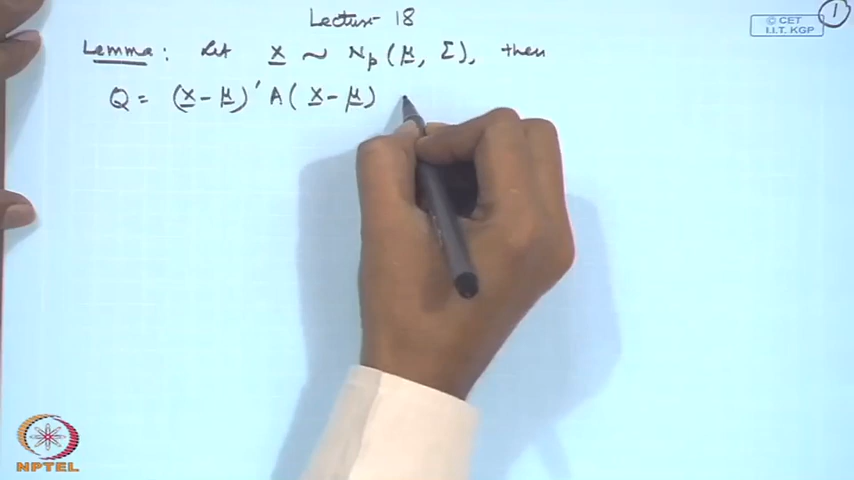 Lecture - 18
Lemma : Let x ~ Np (μ, Σ), then
Q = (x - μ)' A ( x - μ)
© CET
I.I.T. KGP
1
NPTEL